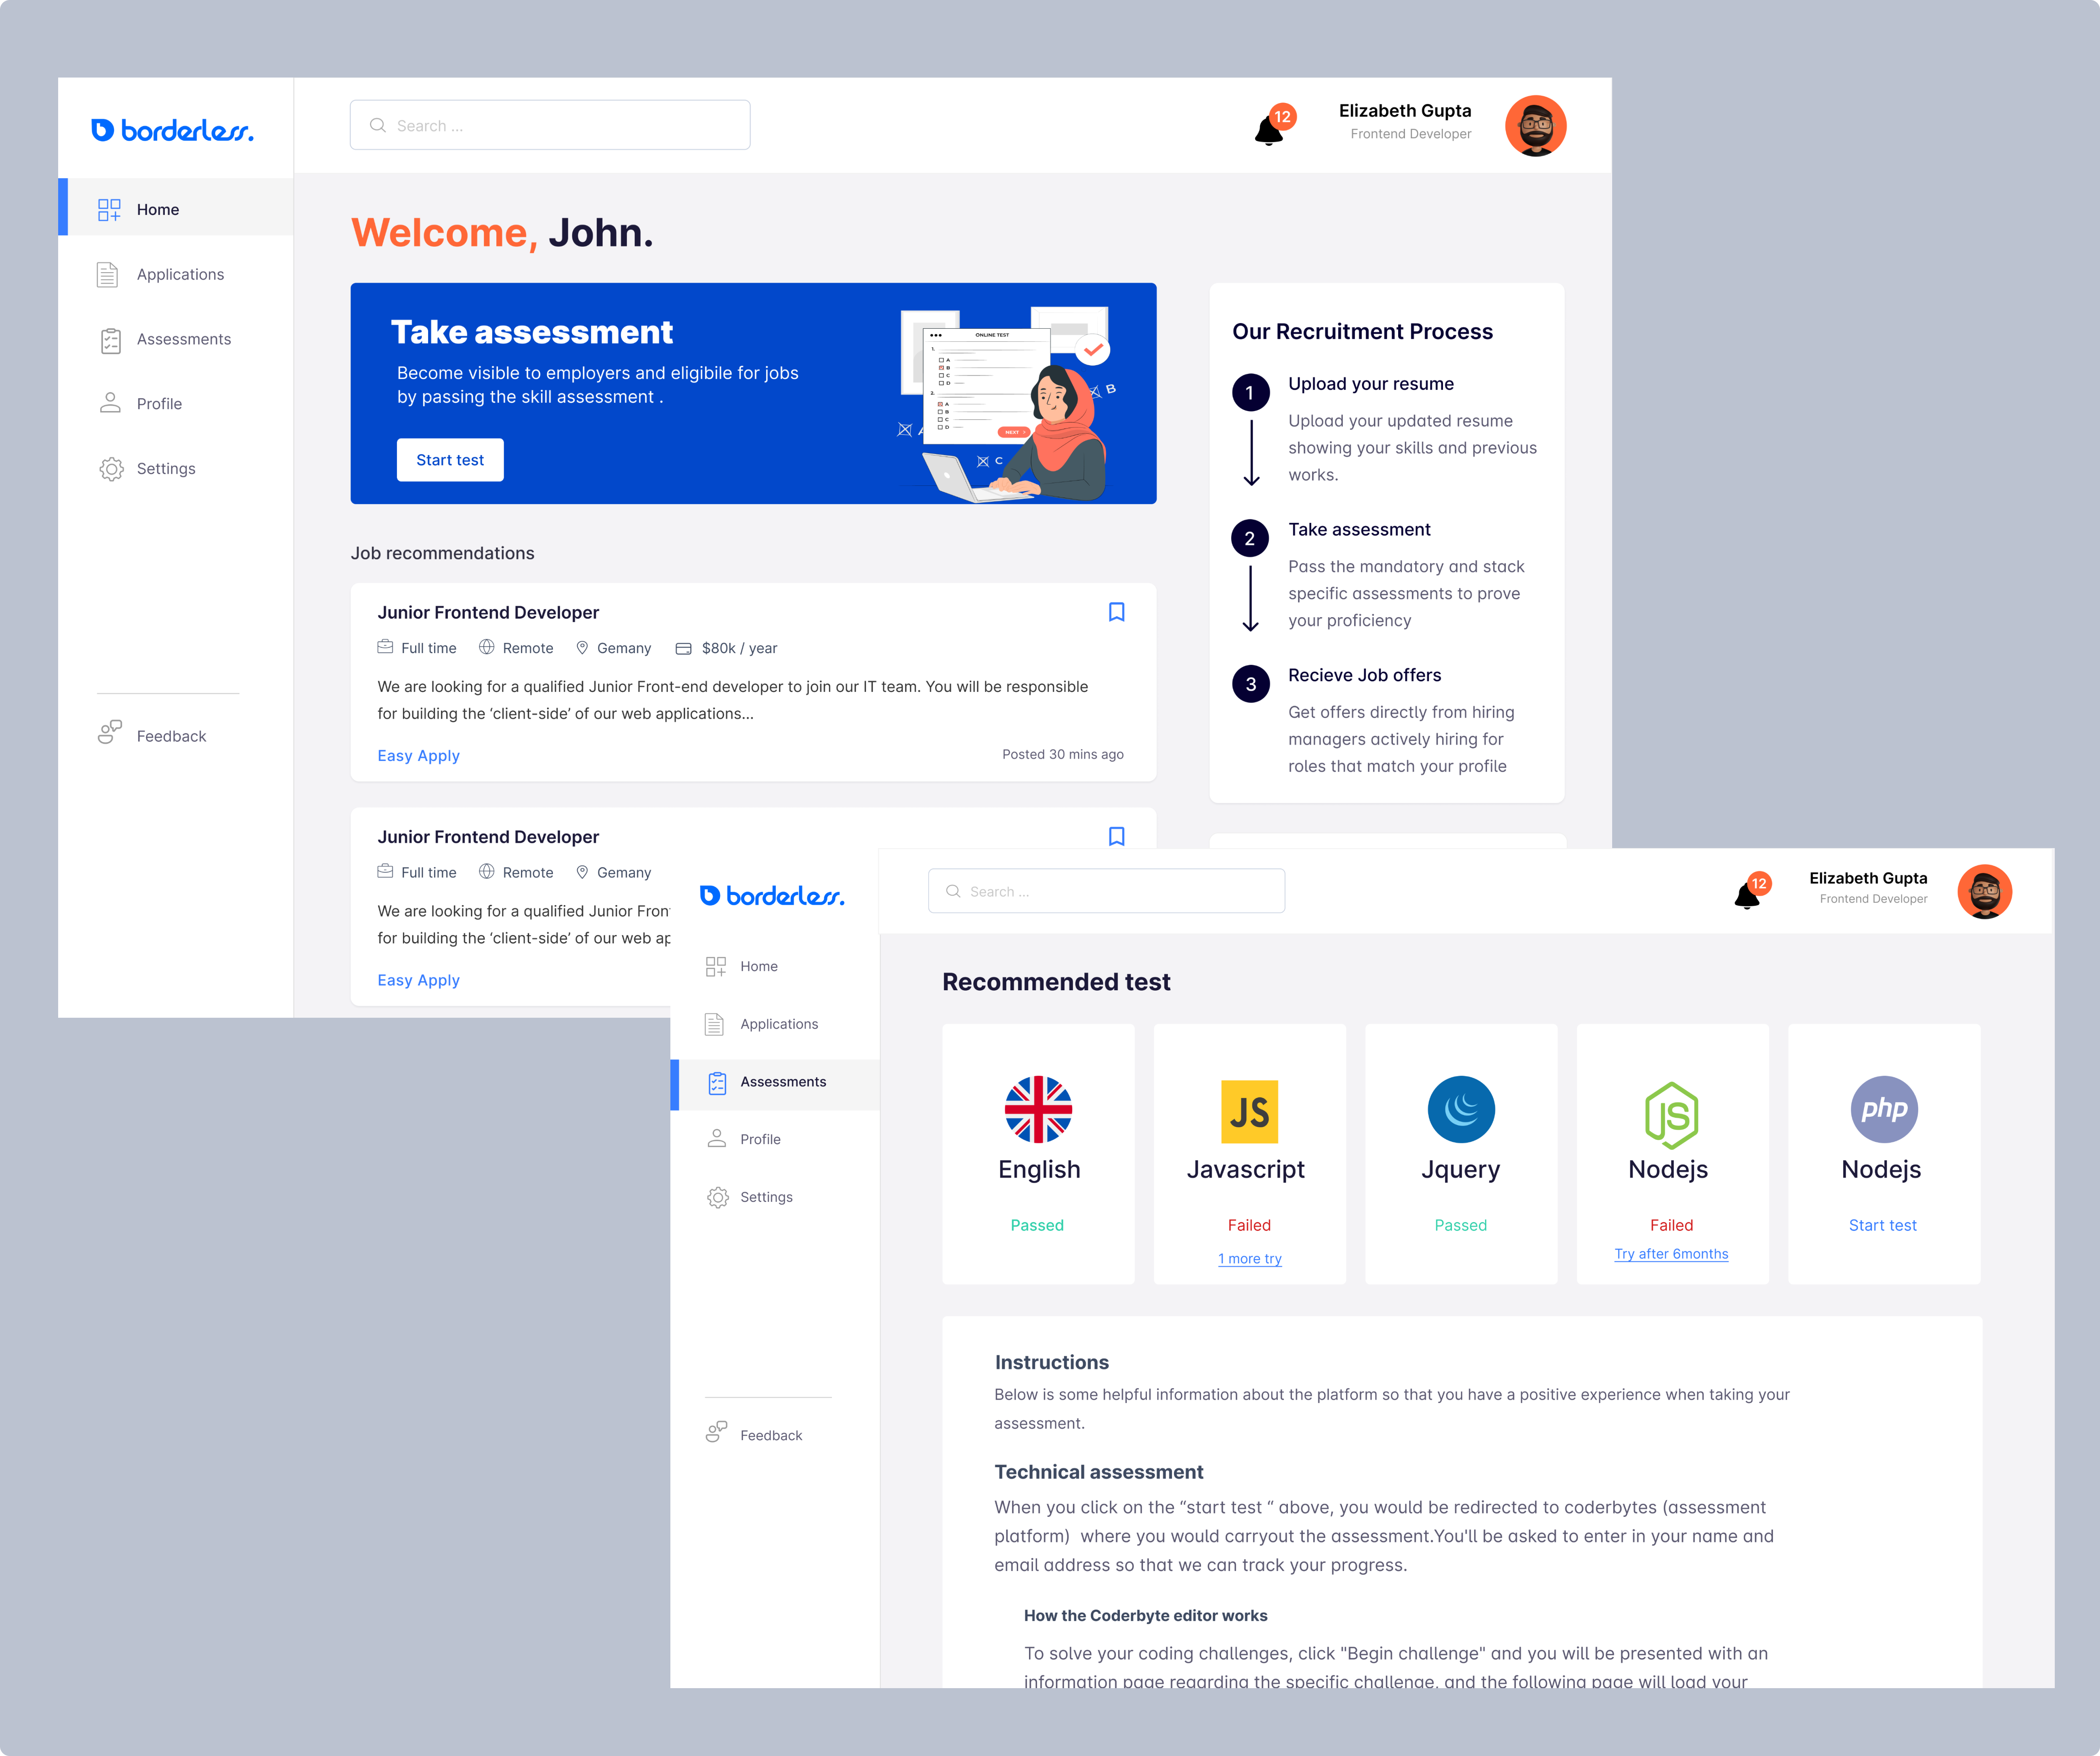 borderless.
Search ...
12
Elizabeth Gupta
Frontend Developer
Home
Applications
Assessments
Profile
Settings
Feedback
Welcome, John.
Take assessment
Become visible to employers and eligibile for jobs
by passing the skill assessment .
Start test
ONLINE TEST
1.
A
B
C
D
2.
A
B
C
D
NEXT >
A
B
C
Job recommendations
Junior Frontend Developer
Full time Remote Gemany $80k / year
We are looking for a qualified Junior Front-end developer to join our IT team. You will be responsible
for building the ‘client-side’ of our web applications...
Easy Apply
Posted 30 mins ago
Junior Frontend Developer
Full time Remote Gemany
We are looking for a qualified Junior Fron
for building the ‘client-side’ of our web ap
Easy Apply
Our Recruitment Process
1 Upload your resume
Upload your updated resume
showing your skills and previous
works.
2 Take assessment
Pass the mandatory and stack
specific assessments to prove
your proficiency
3 Recieve Job offers
Get offers directly from hiring
managers actively hiring for
roles that match your profile
borderless.
Search ...
12
Elizabeth Gupta
Frontend Developer
Home
Applications
Assessments
Profile
Settings
Feedback
Recommended test
English
Passed
JS
Javascript
Failed
1 more try
Jquery
Passed
JS
Nodejs
Failed
Try after 6months
php
Nodejs
Start test
Instructions
Below is some helpful information about the platform so that you have a positive experience when taking your
assessment.
Technical assessment
When you click on the “start test “ above, you would be redirected to coderbytes (assessment
platform)  where you would carryout the assessment.You'll be asked to enter in your name and
email address so that we can track your progress.
How the Coderbyte editor works
To solve your coding challenges, click "Begin challenge" and you will be presented with an
information page regarding the specific challenge, and the following page will load your